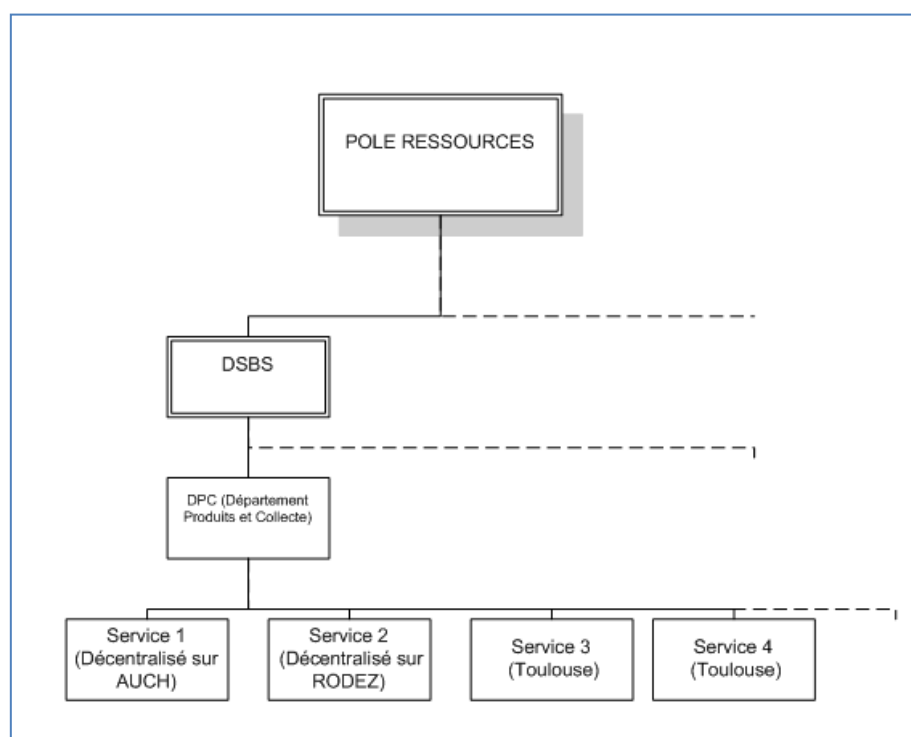 POLE RESSOURCES
DSBS
DPC (Département
Produits et Collecte)
Service 1
(Décentralisé sur
AUCH)
Service 2
(Décentralisé sur
RODEZ)
Service 3
(Toulouse)
Service 4
(Toulouse)